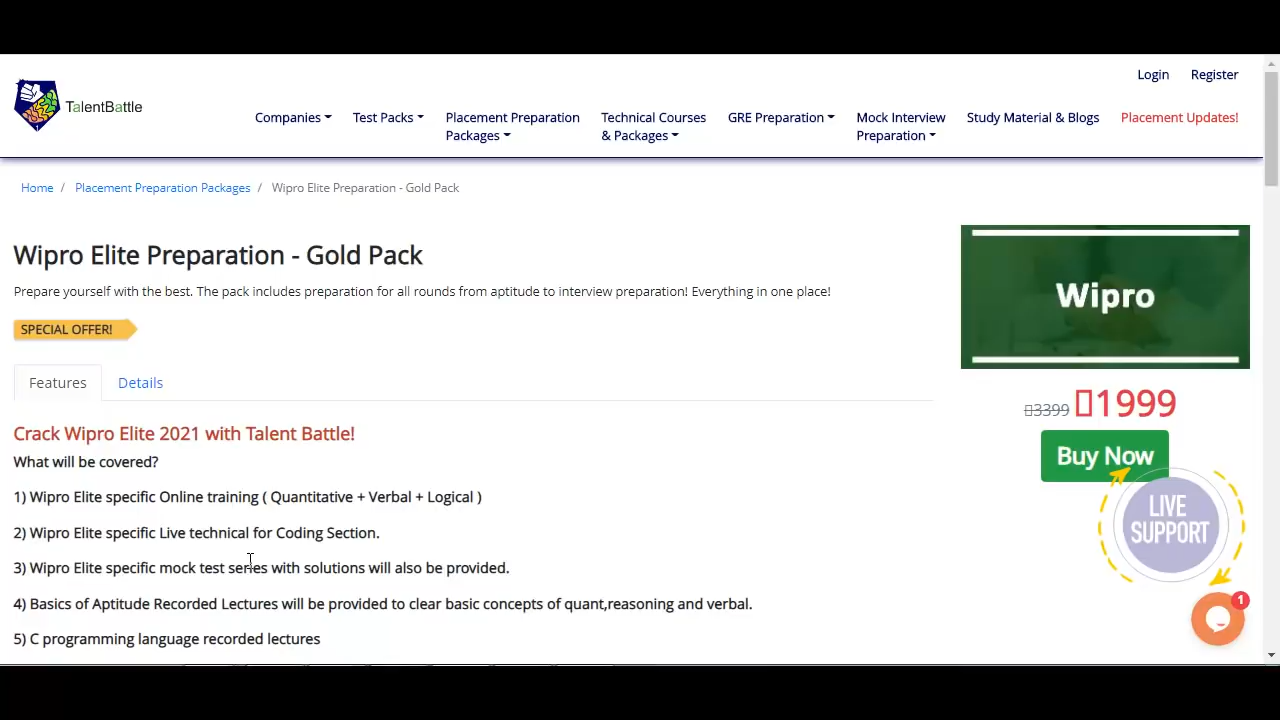 Login Register
TalentBattle
Companies Test Packs Placement Preparation Packages Technical Courses & Packages GRE Preparation Mock Interview Preparation Study Material & Blogs Placement Updates!
Home / Placement Preparation Packages / Wipro Elite Preparation - Gold Pack
Wipro Elite Preparation - Gold Pack
Prepare yourself with the best. The pack includes preparation for all rounds from aptitude to interview preparation! Everything in one place!
SPECIAL OFFER!
Features Details
Crack Wipro Elite 2021 with Talent Battle!
What will be covered?
1) Wipro Elite specific Online training ( Quantitative + Verbal + Logical )
2) Wipro Elite specific Live technical for Coding Section.
3) Wipro Elite specific mock test series with solutions will also be provided.
4) Basics of Aptitude Recorded Lectures will be provided to clear basic concepts of quant,reasoning and verbal.
5) C programming language recorded lectures
Wipro
3399 1999
Buy Now
LIVE
SUPPORT
1